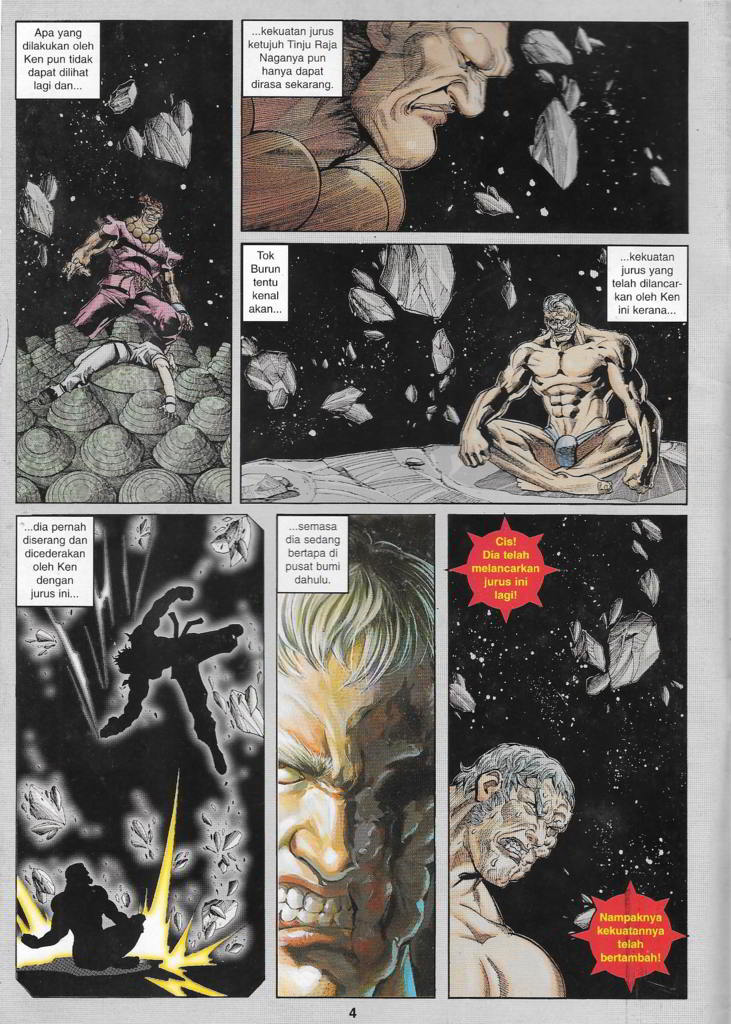 Apa yang
dilakukan oleh
Ken pun tidak
dapat dilihat
lagi dan...
...kekuatan jurus
ketujuh Tinju Raja
Naganya pun
hanya dapat
dirasa sekarang.
Tok
Burun
tentu
kenal
akan...
...kekuatan
jurus yang
telah dilancar-
kan oleh Ken
ini kerana...
...dia pernah
diserang dan
dicederakan
oleh Ken
dengan
jurus ini...
...semasa
dia sedang
bertapa di
pusat bumi
dahulu.
Cis!
Dia telah
melancarkan
jurus ini
lagi!
Nampaknya
kekuatannya
telah
bertambah!
4